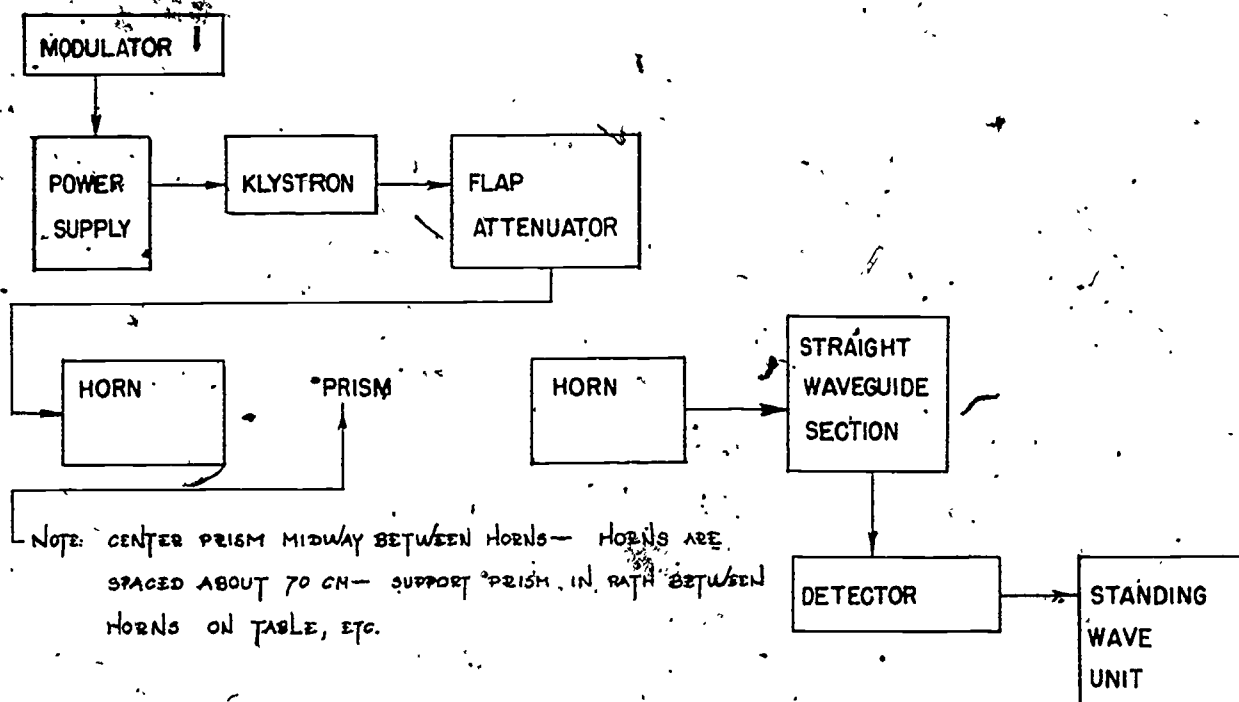 MODULATOR
POWER
SUPPLY
KLYSTRON
FLAP
ATTENUATOR
HORN
PRISM
HORN
STRAIGHT
WAVEGUIDE
SECTION
NOTE: CENTER PRISM MIDWAY BETWEEN HORNS— HORNS ARE
SPACED ABOUT 70 CM— SUPPORT PRISM IN PATH BETWEEN
HORNS ON TABLE, ETC.
DETECTOR
STANDING
WAVE
UNIT